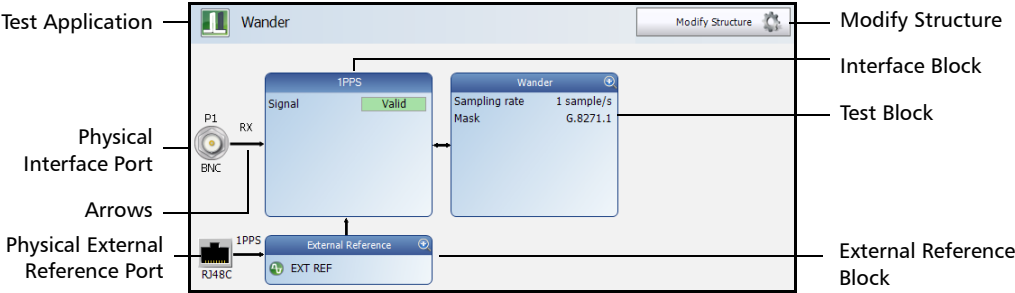 Test Application
Wander
Modify Structure
Modify Structure
Interface Block
1PPS
Signal
Valid
Wander
Sampling rate
1 sample/s
Mask
G.8271.1
Test Block
P1
RX
BNC
Physical
Interface Port
Arrows
Physical External
Reference Port
1PPS
RJ48C
External Reference
EXT REF
External Reference
Block